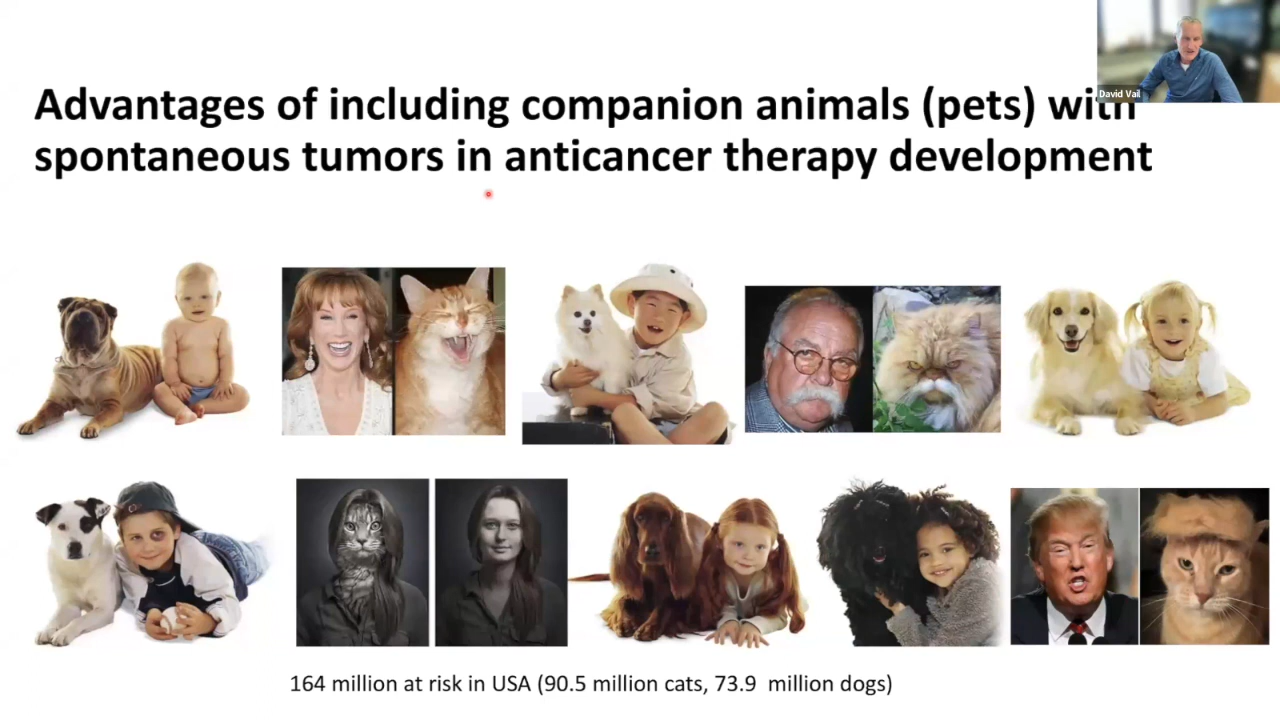 Advantages of including companion animals (pets) with
spontaneous tumors in anticancer therapy development
David Vail
164 million at risk in USA (90.5 million cats, 73.9 million dogs)